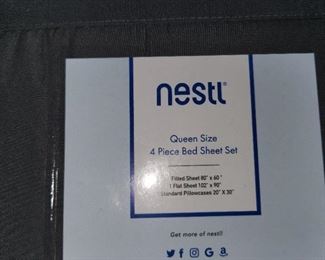 nestl
Queen Size
4 Piece Bed Sheet Set
Fitted Sheet 80" x 60"
1 Flat Sheet 102" x 90"
Standard Pillowcases 20" X 30"
Get more of nestl!